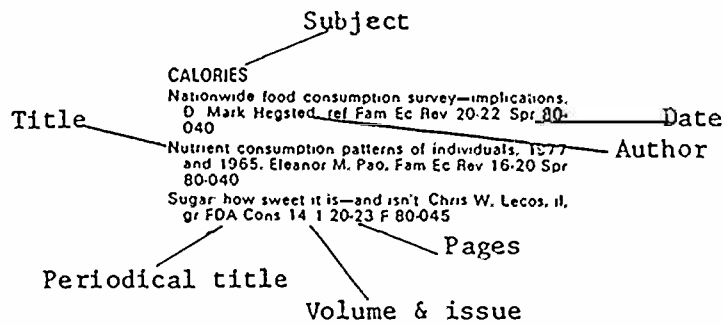 Subject
CALORIES
Nationwide food consumption survey—implications.
D Mark Hegsted, ref Fam Ec Rev 20-22 Spr 80-
040
Title
Date
Author
Nutrient consumption patterns of individuals, 1977
and 1965. Eleanor M. Pao, Fam Ec Rev 16-20 Spr
80-040
Sugar how sweet it is—and isn't Chris W. Lecos, il,
gr FDA Cons 14 1 20-23 F 80-045
Pages
Periodical title
Volume & issue